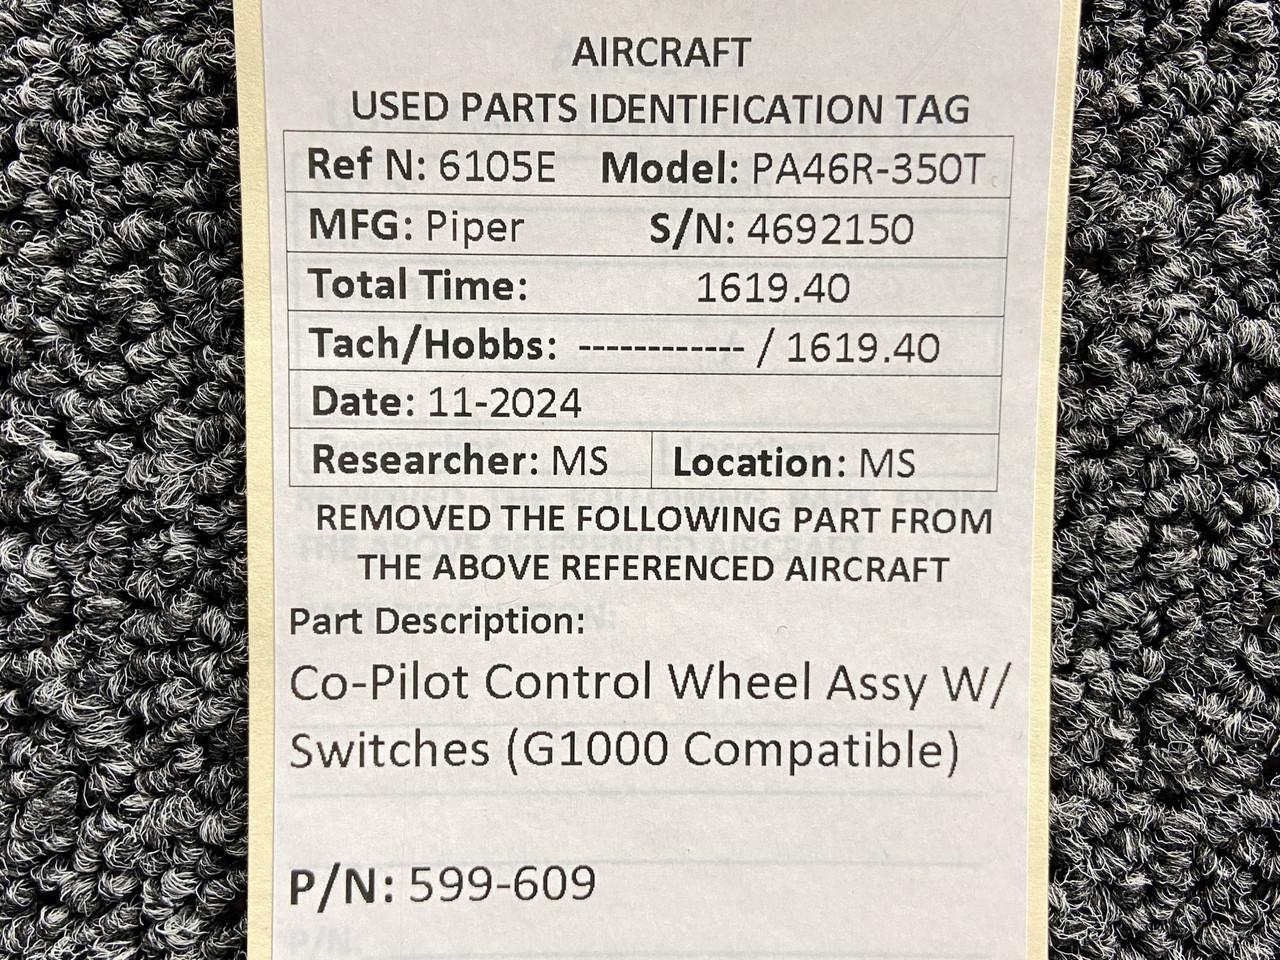 AIRCRAFT
USED PARTS IDENTIFICATION TAG
Ref N: 6105E Model: PA46R-350T
MFG: Piper S/N: 4692150
Total Time: 1619.40
Tach/Hobbs: ------------ / 1619.40
Date: 11-2024
Researcher: MS Location: MS
REMOVED THE FOLLOWING PART FROM
THE ABOVE REFERENCED AIRCRAFT
Part Description:
Co-Pilot Control Wheel Assy W/
Switches (G1000 Compatible)
P/N: 599-609